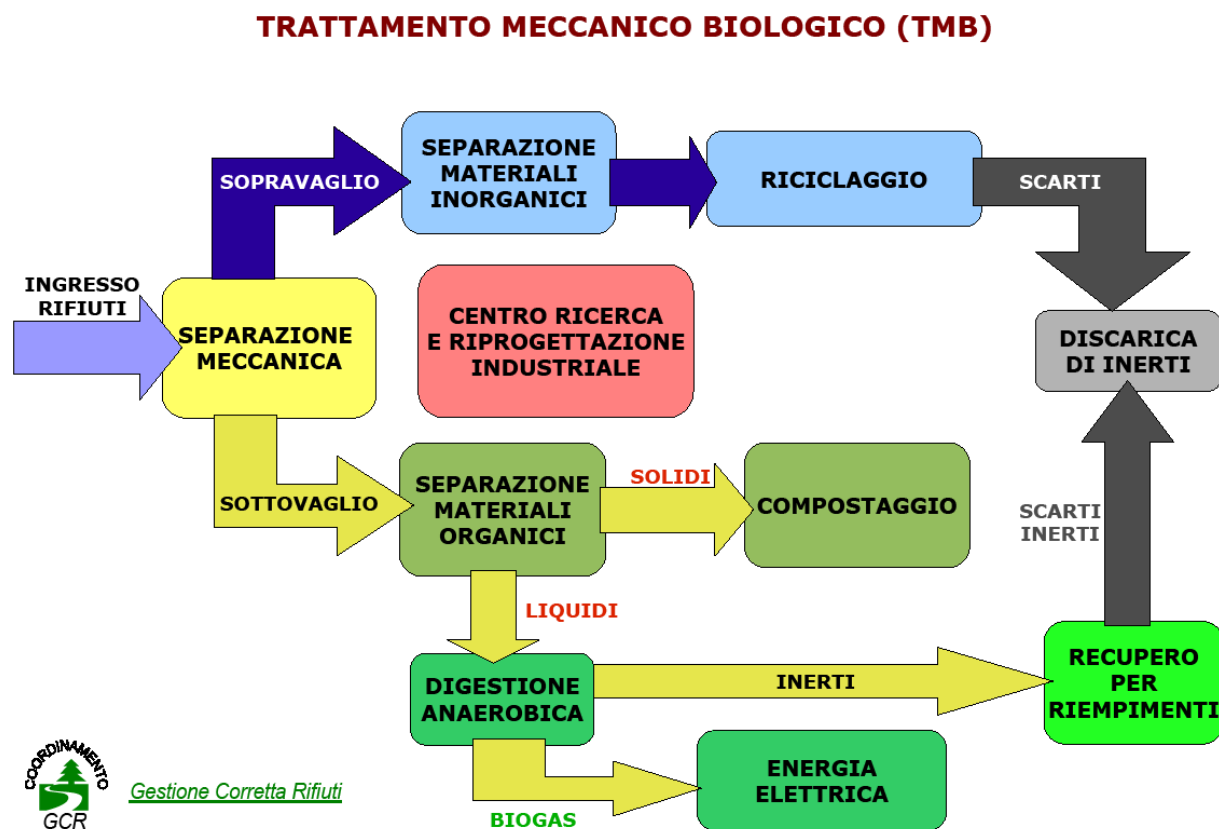 TRATTAMENTO MECCANICO BIOLOGICO (TMB)
SEPARAZIONE
MATERIALI
INORGANICI
SOPRAVAGLIO
RICICLAGGIO
SCARTI
INGRESSO
RIFIUTI
SEPARAZIONE
MECCANICA
CENTRO RICERCA
E RIPROGETTAZIONE
INDUSTRIALE
DISCARICA
DI INERTI
SOTTOVAGLIO
SEPARAZIONE
MATERIALI
ORGANICI
SOLIDI
COMPOSTAGGIO
SCARTI
INERTI
LIQUIDI
DIGESTIONE
ANAEROBICA
INERTI
RECUPERO
PER
RIEMPIMENTI
ENERGIA
ELETTRICA
BIOGAS
COORDINAMENTO
GCR
Gestione Corretta Rifiuti